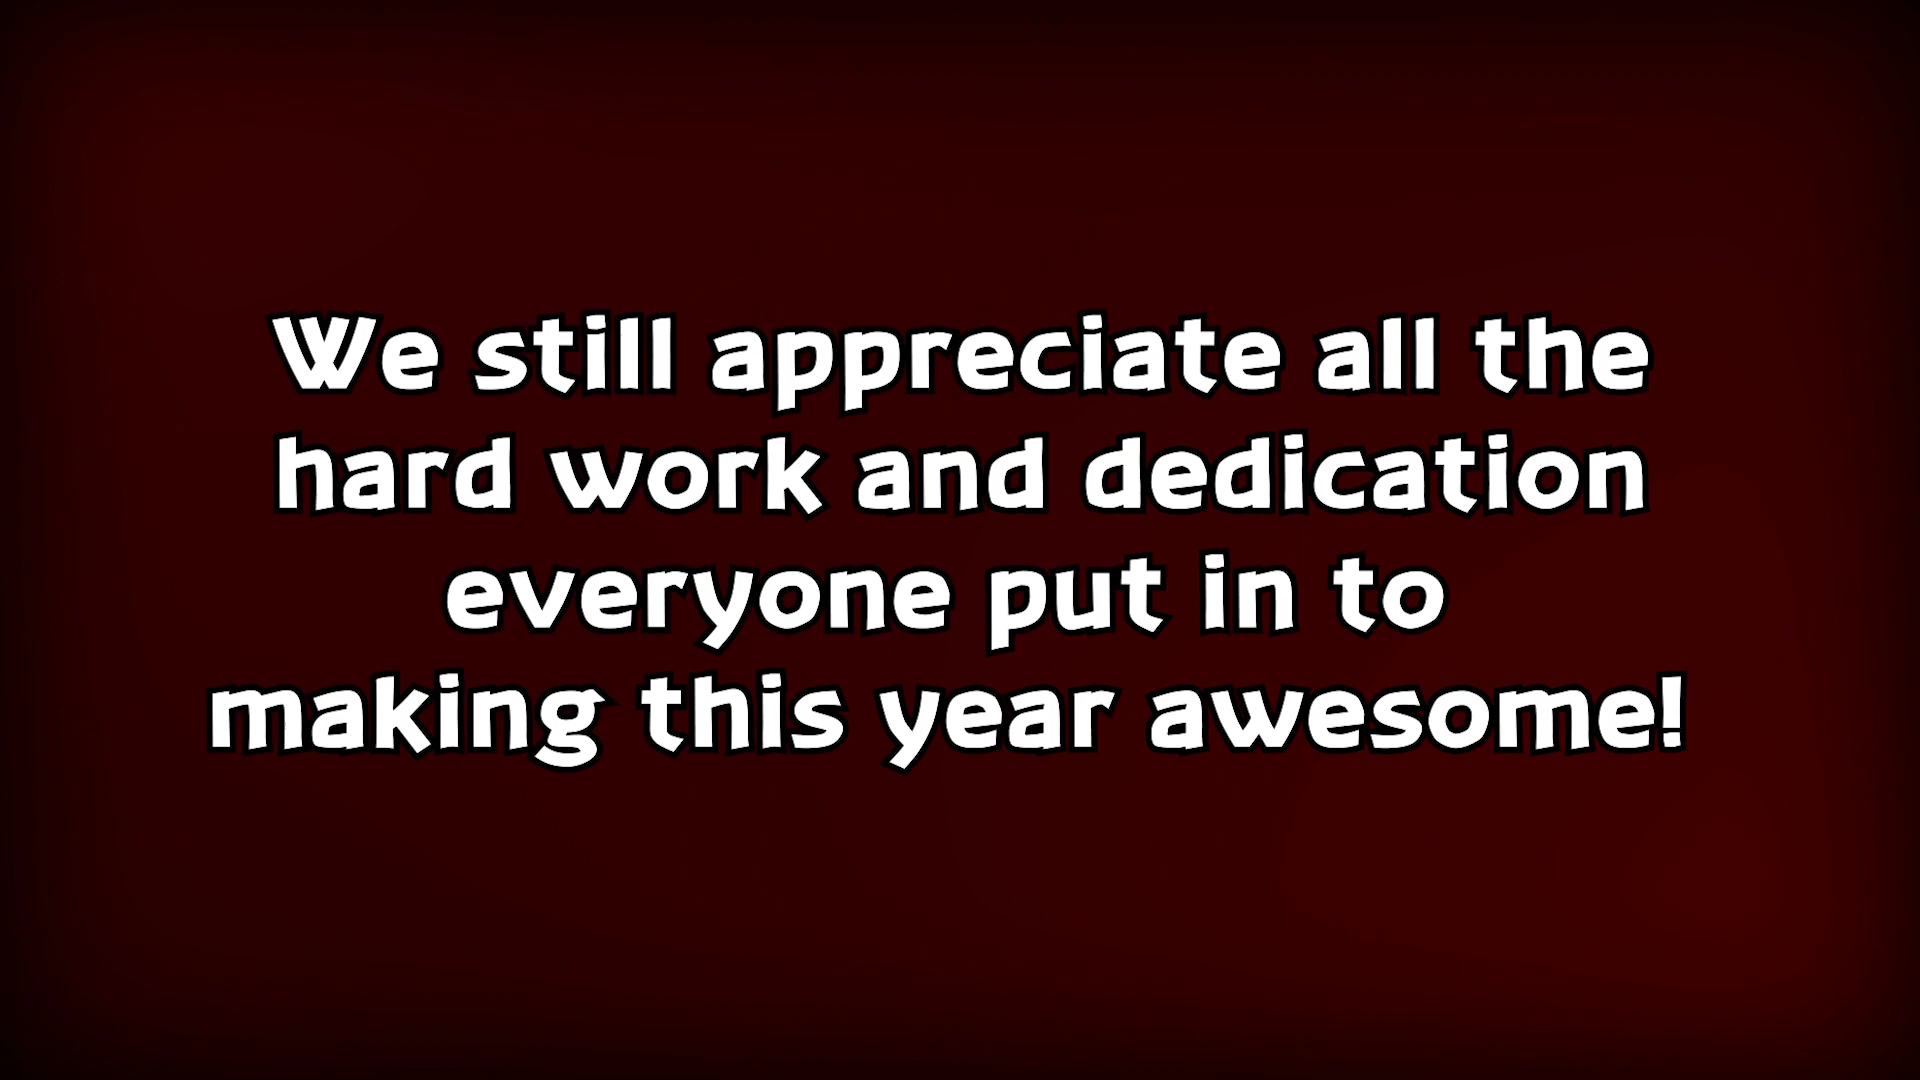 We still appreciate all the
hard work and dedication
everyone put in to
making this year awesome!